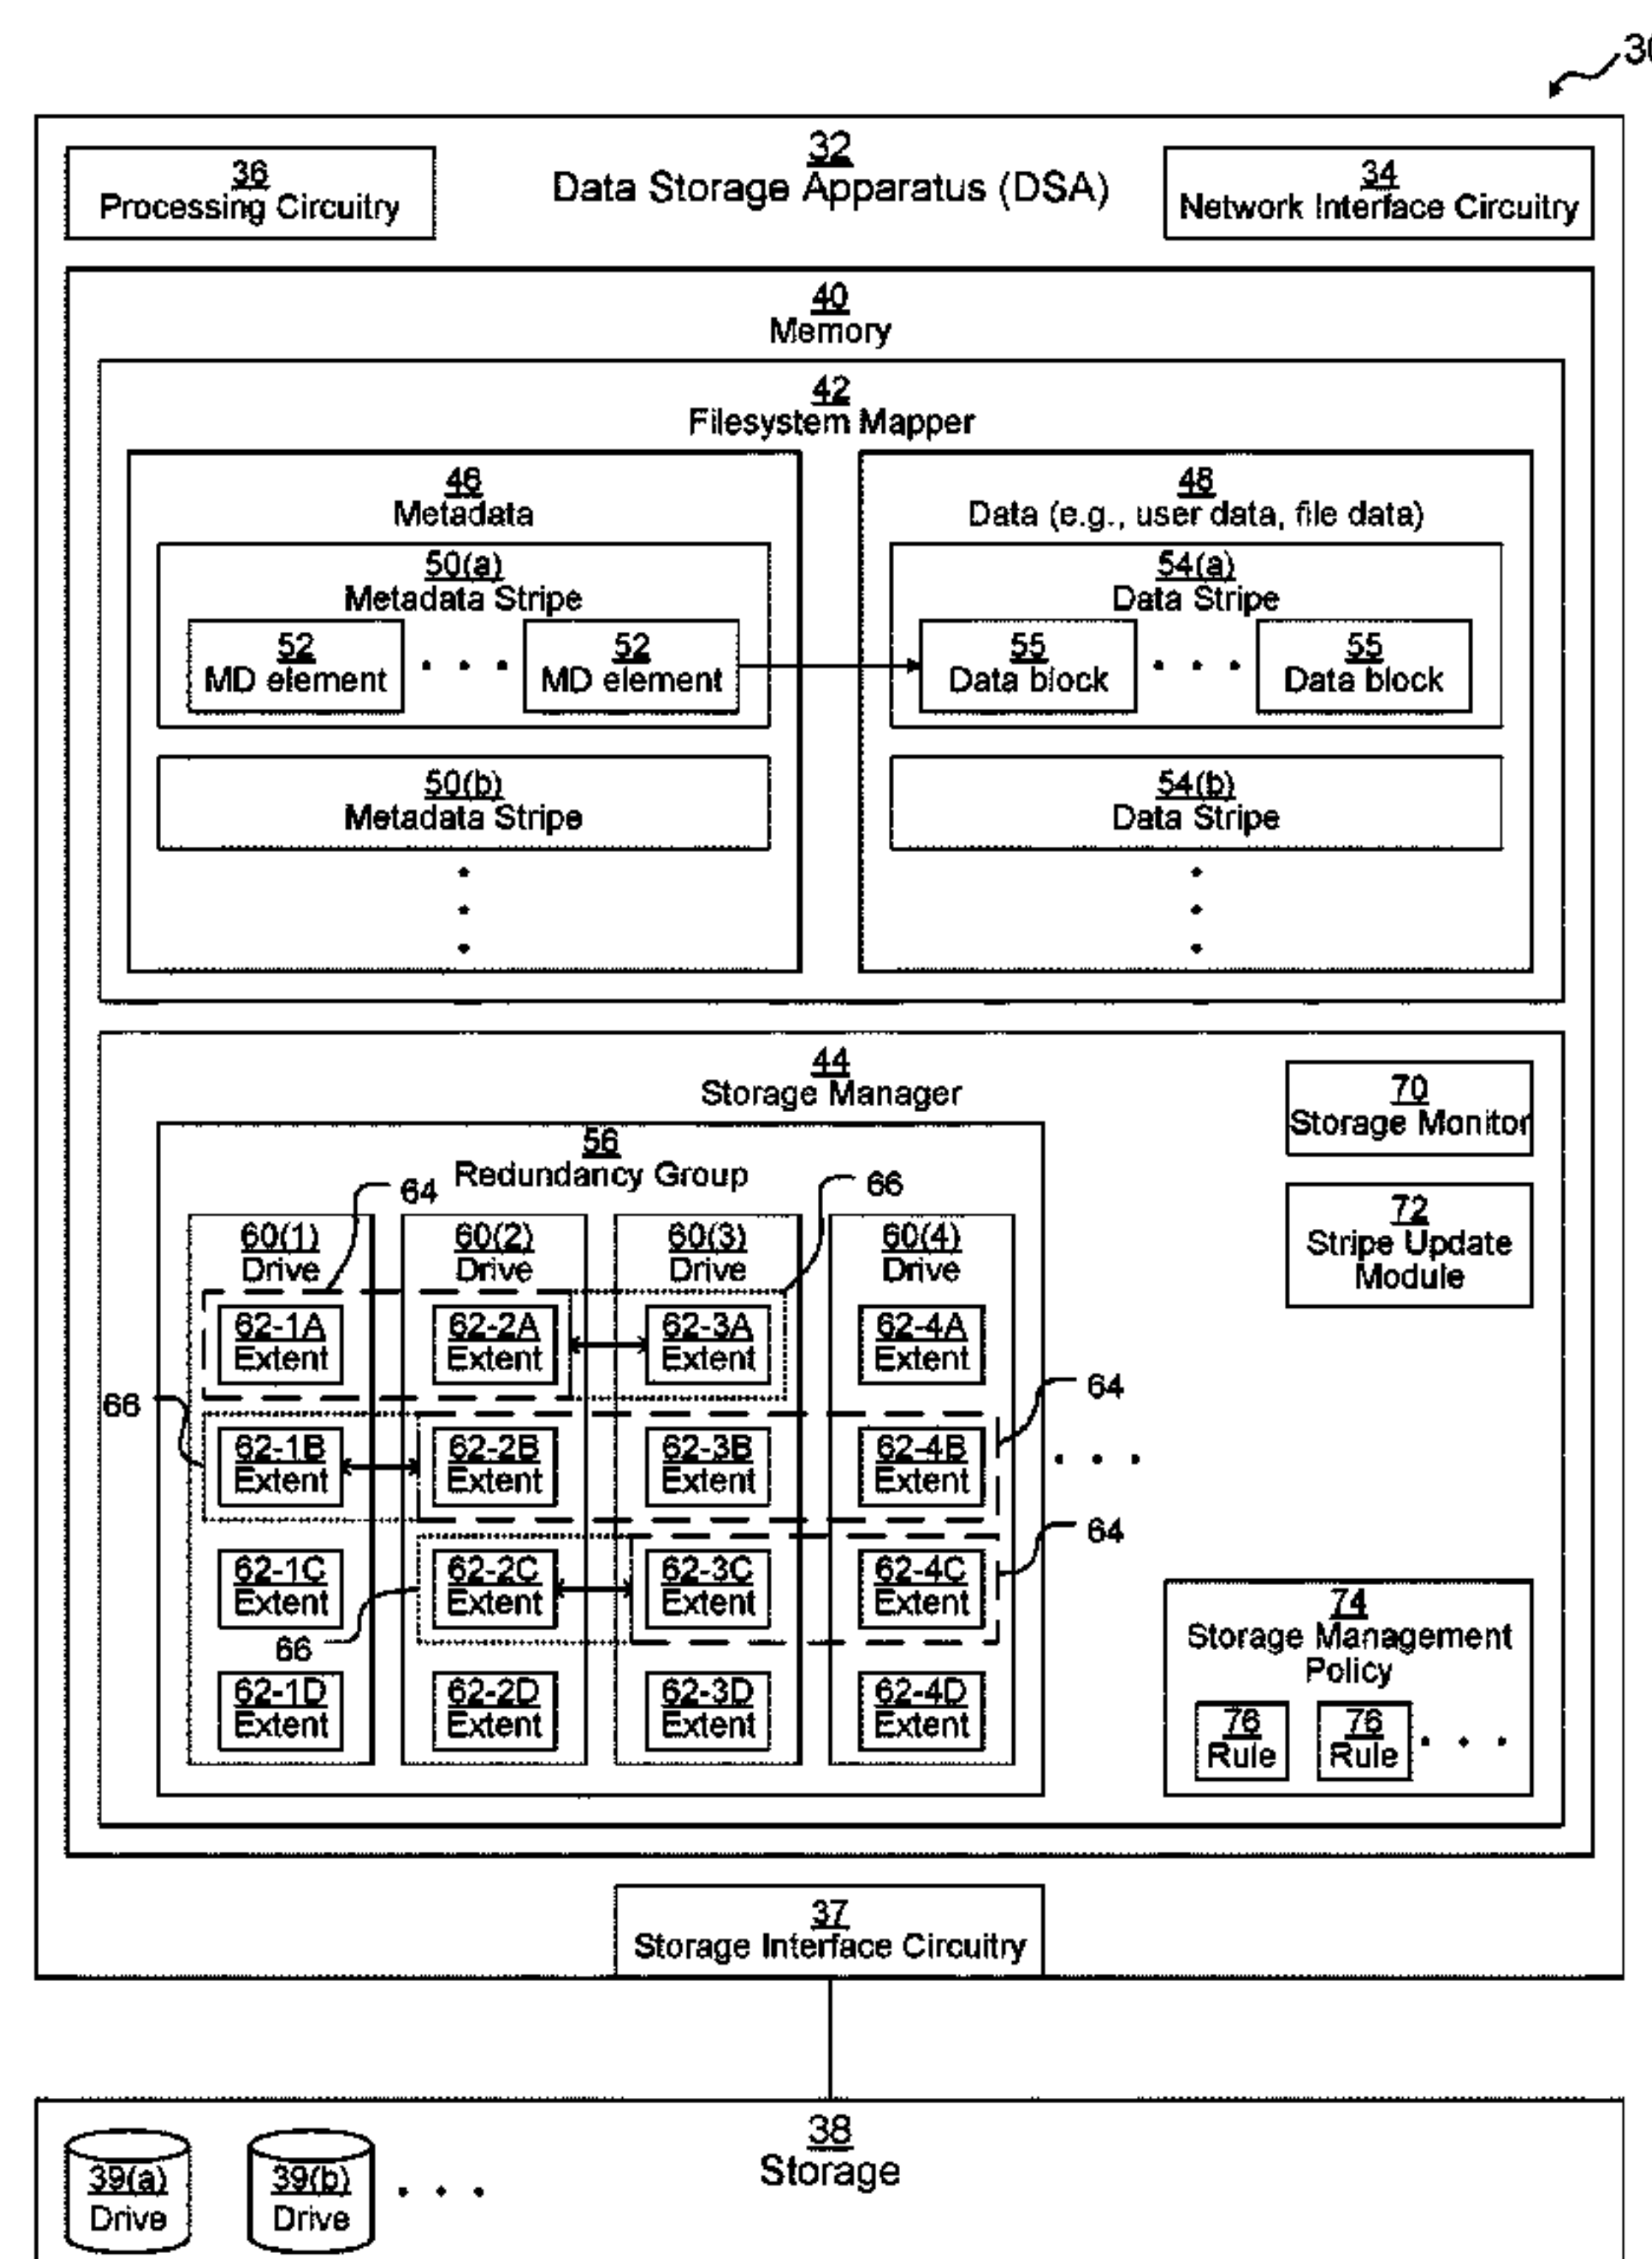 32
Data Storage Apparatus (DSA)
36
Processing Circuitry
34
Network Interface Circuitry
40
Memory
42
Filesystem Mapper
46
Metadata
50(a)
Metadata Stripe
52
MD element
52
MD element
50(b)
Metadata Stripe
48
Data (e.g., user data, file data)
54(a)
Data Stripe
55
Data block
55
Data block
54(b)
Data Stripe
44
Storage Manager
70
Storage Monitor
72
Stripe Update
Module
56
Redundancy Group
64
66
60(1)
Drive
60(2)
Drive
60(3)
Drive
60(4)
Drive
62-1A
Extent
62-2A
Extent
62-3A
Extent
62-4A
Extent
66
64
62-1B
Extent
62-2B
Extent
62-3B
Extent
62-4B
Extent
64
62-1C
Extent
62-2C
Extent
62-3C
Extent
62-4C
Extent
66
62-1D
Extent
62-2D
Extent
62-3D
Extent
62-4D
Extent
74
Storage Management
Policy
76
Rule
76
Rule
37
Storage Interface Circuitry
38
Storage
39(a)
Drive
39(b)
Drive